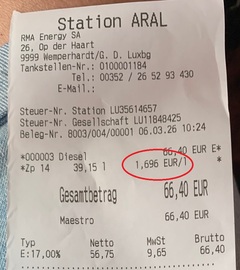 Station ARAL
RMA Energy SA
26, Op der Haart
9999 Wemperhardt/G. D. Luxbg
Tankstellen-Nr.: 0100001184
Tel.: 00352 / 26 52 93 430
E-Mail.:
Steuer-Nr. Station LU35614657
Steuer-Nr. Gesellschaft LU11848425
Beleg-Nr. 8003/004/00001 06.03.26 10:24
66,40 EUR E*
*000003 Diesel
*Zp 14 39,15 l 1,696 EUR/l *
Gesamtbetrag 66,40 EUR
Maestro 66,40 EUR
Typ Netto MwSt Brutto
E:17,00% 56,75 9,65 66,40